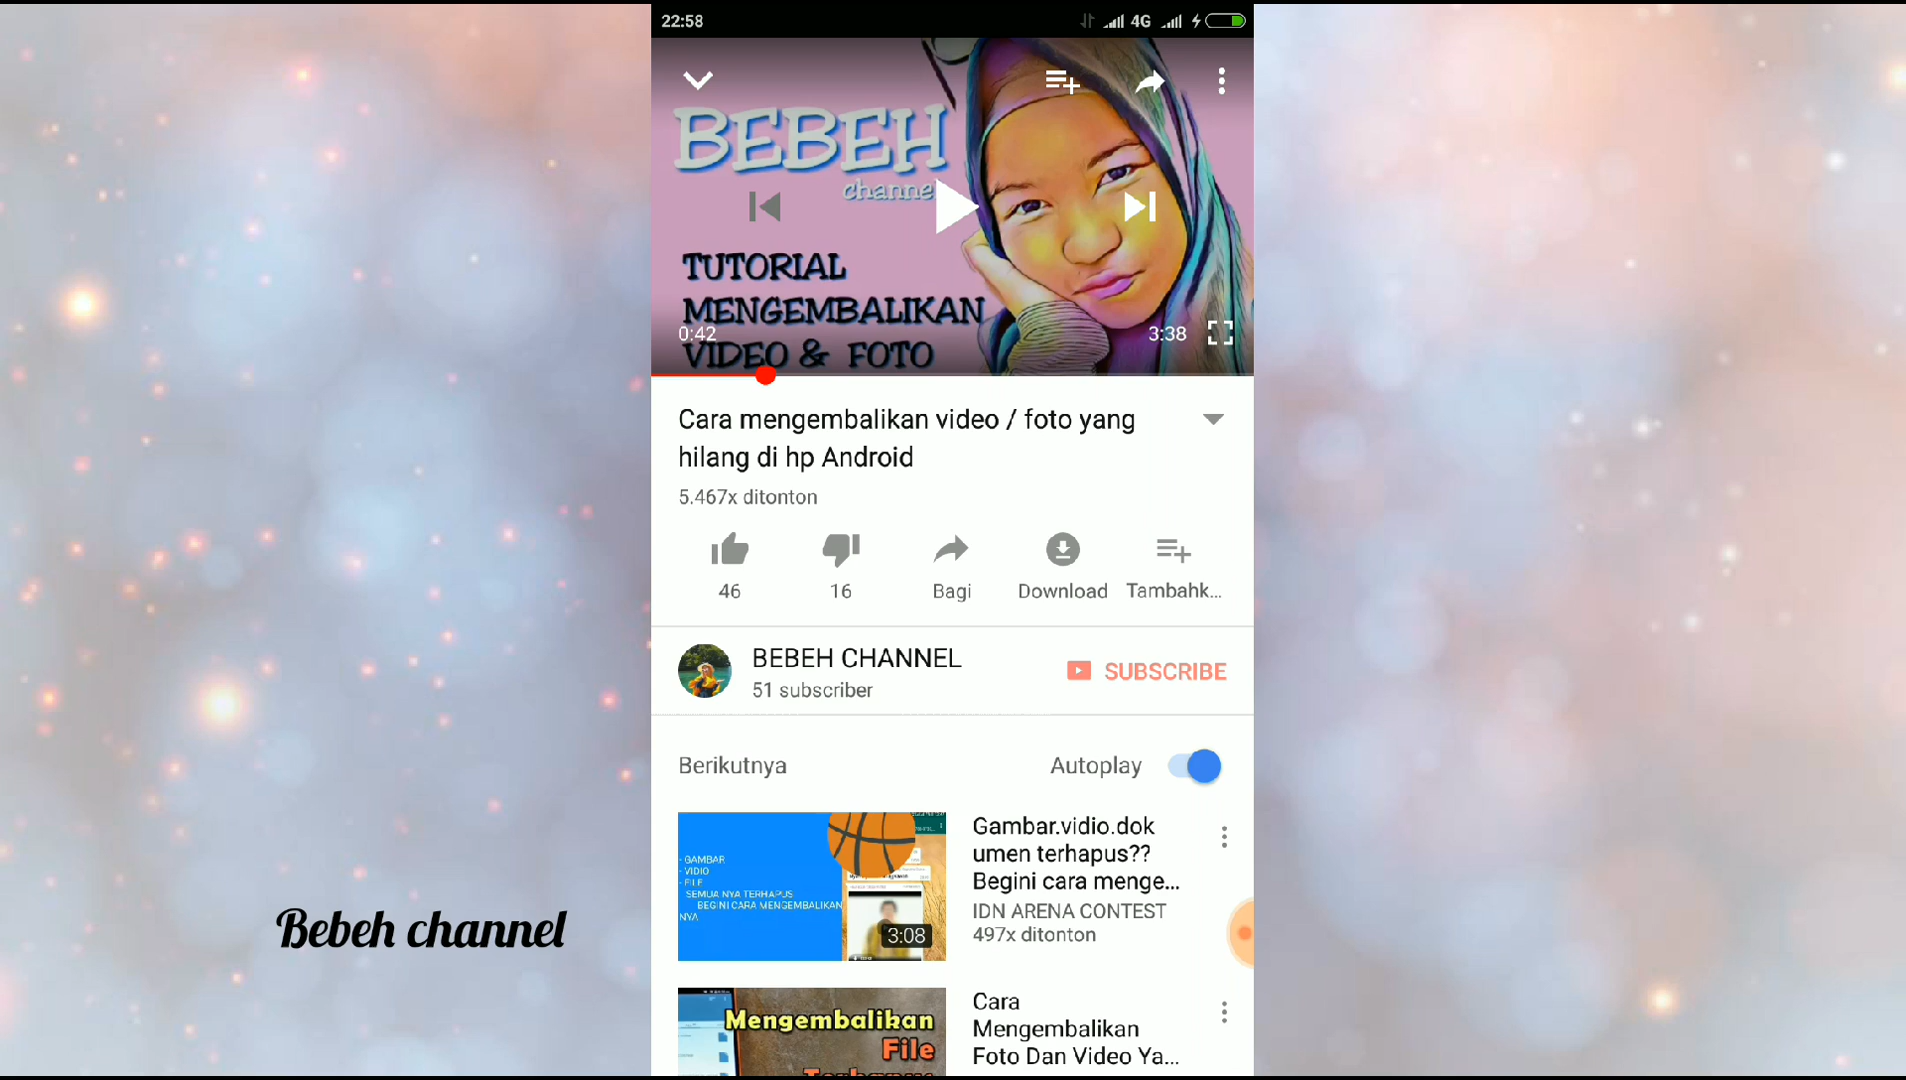 22:58
4G
BEBEH
channel
TUTORIAL
MENGEMBALIKAN
0:42
3:38
VIDEO & FOTO
Cara mengembalikan video / foto yang
hilang di hp Android
5.467x ditonton
46
16
Bagi
Download
Tambahk...
BEBEH CHANNEL
51 subscriber
SUBSCRIBE
Berikutnya
Autoplay
- GAMBAR
- VIDIO
- FILE
SEMUA NYA TERHAPUS
BEGINI CARA MENGEMBALIKAN
NYA
3:08
Gambar.vidio.dok
umen terhapus??
Begini cara menge...
IDN ARENA CONTEST
497x ditonton
Bebeh channel
Mengembalikan
File
Terhapus
Cara
Mengembalikan
Foto Dan Video Ya...